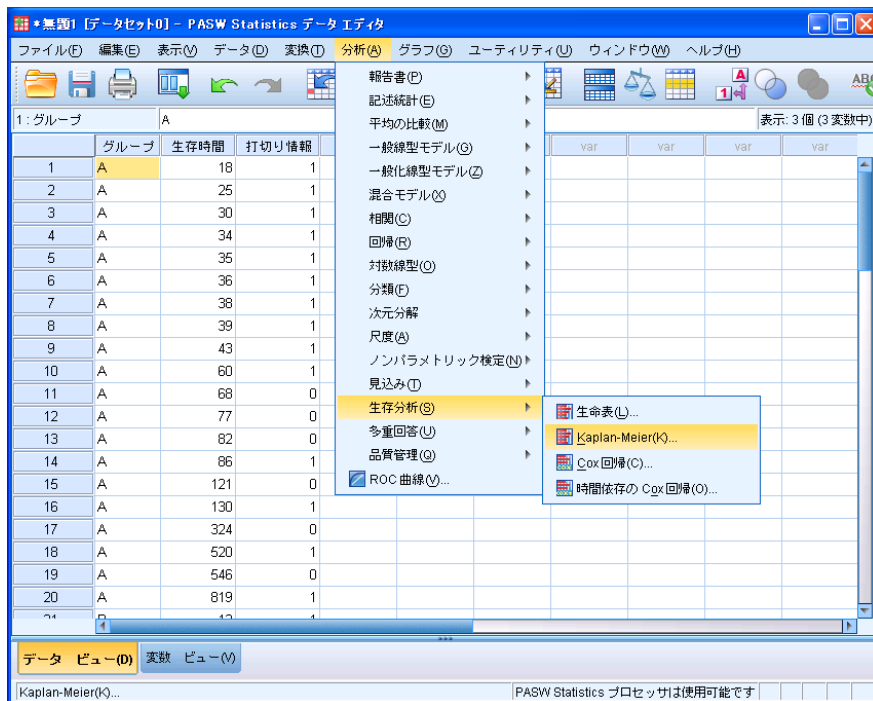 *無題1 [データセット0] - PASW Statistics データ エディタ
ファイル(F) 編集(E) 表示(V) データ(D) 変換(T) 分析(A) グラフ(G) ユーティリティ(U) ウィンドウ(W) ヘルプ(H)
A
1
ABC
1 : グループ A 表示: 3 個 (3 変数中)
グループ 生存時間 打切り情報 var var var var
1 A 18 1
2 A 25 1
3 A 30 1
4 A 34 1
5 A 35 1
6 A 36 1
7 A 38 1
8 A 39 1
9 A 43 1
10 A 60 1
11 A 68 0
12 A 77 0
13 A 82 0
14 A 86 1
15 A 121 0
16 A 130 1
17 A 324 0
18 A 520 1
19 A 546 0
20 A 819 1
報告書(P)
記述統計(E)
平均の比較(M)
一般線型モデル(G)
一般化線型モデル(Z)
混合モデル(X)
相関(C)
回帰(R)
対数線型(O)
分類(F)
次元分解
尺度(A)
ノンパラメトリック検定(N)
見込み(T)
生存分析(S)
多重回答(U)
品質管理(Q)
ROC 曲線(V)...
生命表(L)...
Kaplan-Meier(K)...
Cox 回帰(C)...
時間依存の Cox 回帰(O)...
データ ビュー(D) 変数 ビュー(V)
Kaplan-Meier(K)... PASW Statistics プロセッサは使用可能です